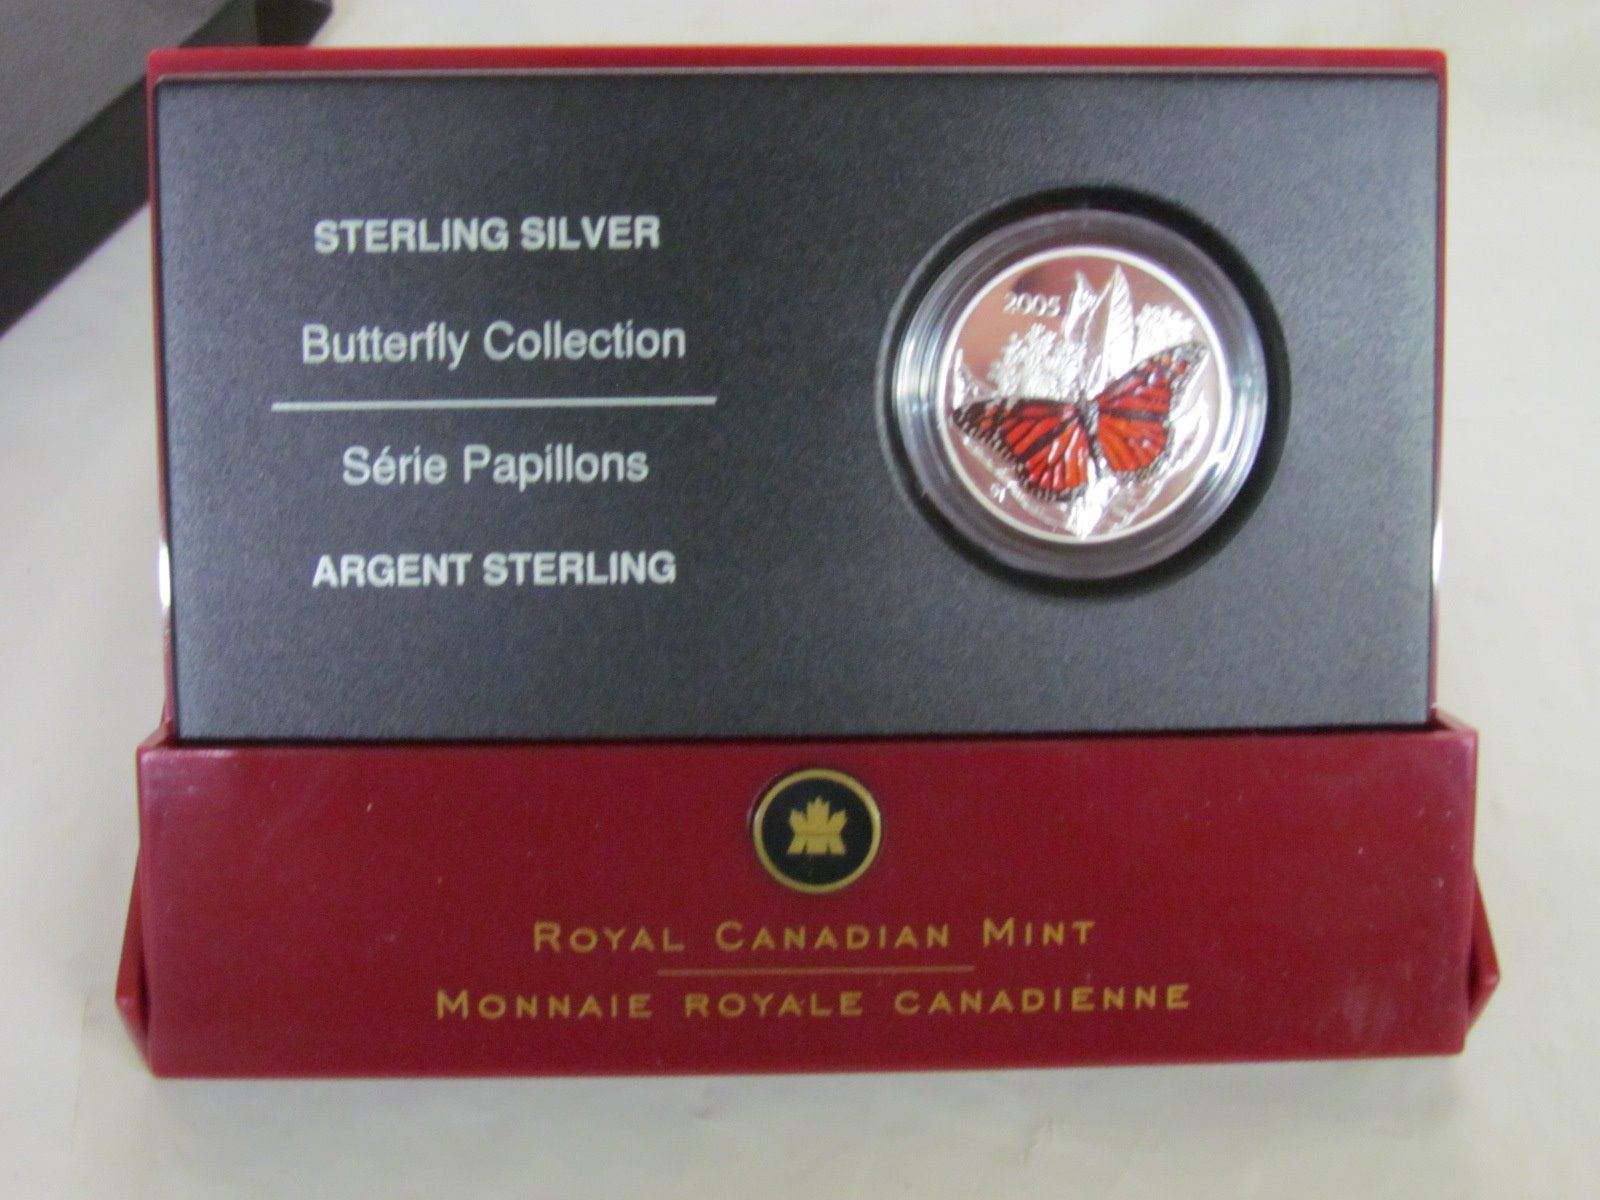 STERLING SILVER
Butterfly Collection
Série Papillons
ARGENT STERLING
2005
ROYAL CANADIAN MINT
MONNAIE ROYALE CANADIENNE